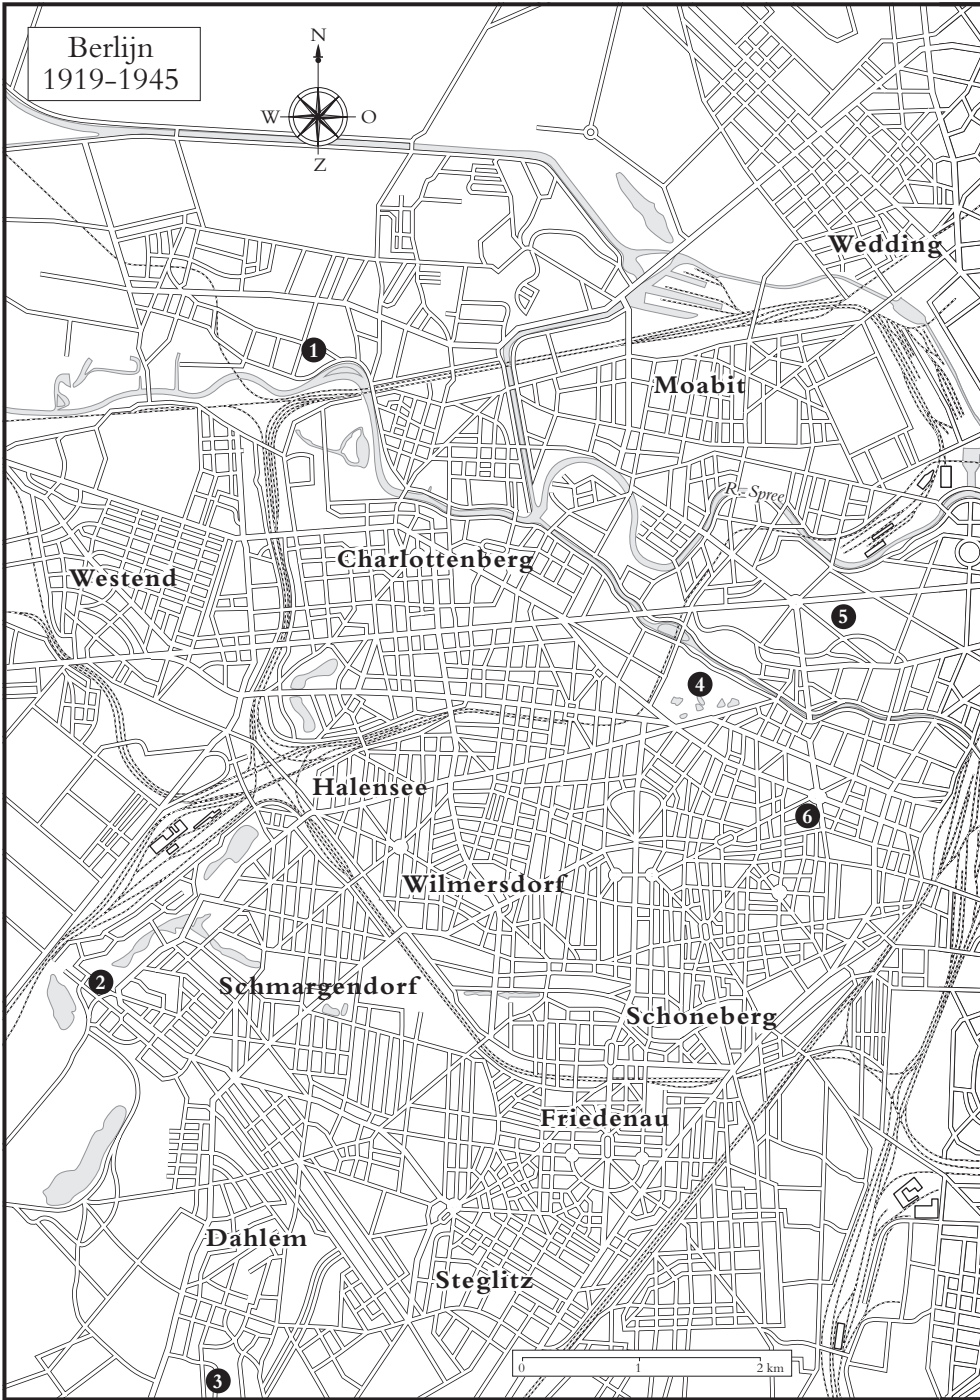 Berlijn
1919-1945
N
W
O
Z
Wedding
1
Moabit
R. Spree
Charlottenberg
Westend
5
4
Halensee
6
Wilmersdorf
2
Schmargendorf
Schoneberg
Friedenau
Dahlem
Steglitz
0 1 2 km
3